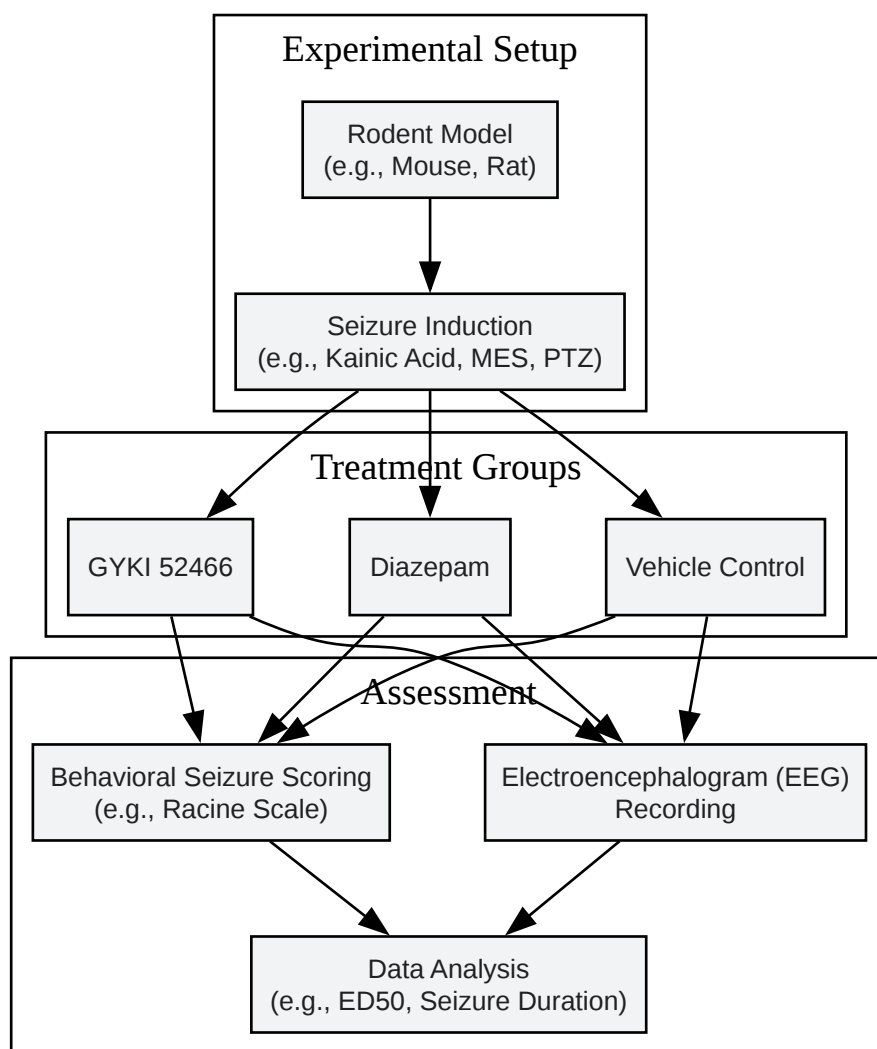 Experimental Setup
Rodent Model
(e.g., Mouse, Rat)
Seizure Induction
(e.g., Kainic Acid, MES, PTZ)
Treatment Groups
GYKI 52466
Diazepam
Vehicle Control
Assessment
Behavioral Seizure Scoring
(e.g., Racine Scale)
Electroencephalogram (EEG)
Recording
Data Analysis
(e.g., ED50, Seizure Duration)